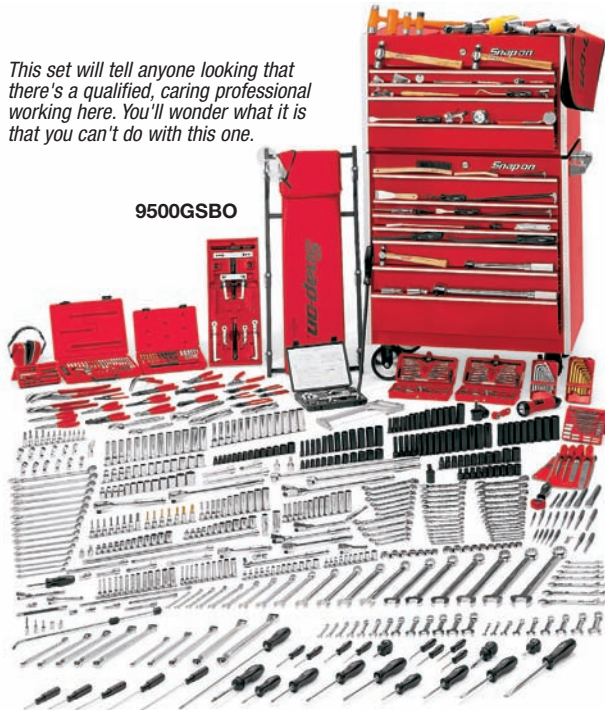 This set will tell anyone looking that
there's a qualified, caring professional
working here. You'll wonder what it is
that you can't do with this one.
9500GSBO
Snap-on
Snap-on
Snap-on